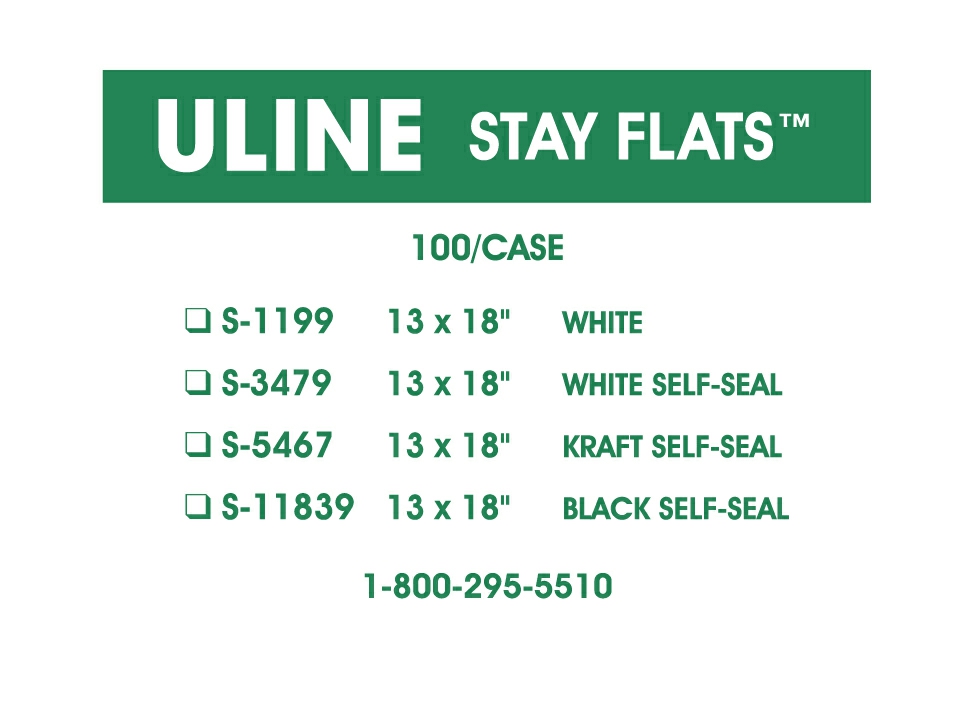 ULINE STAY FLATS™
100/CASE
❑ S-1199 13 x 18" WHITE
❑ S-3479 13 x 18" WHITE SELF-SEAL
❑ S-5467 13 x 18" KRAFT SELF-SEAL
❑ S-11839 13 x 18" BLACK SELF-SEAL
1-800-295-5510